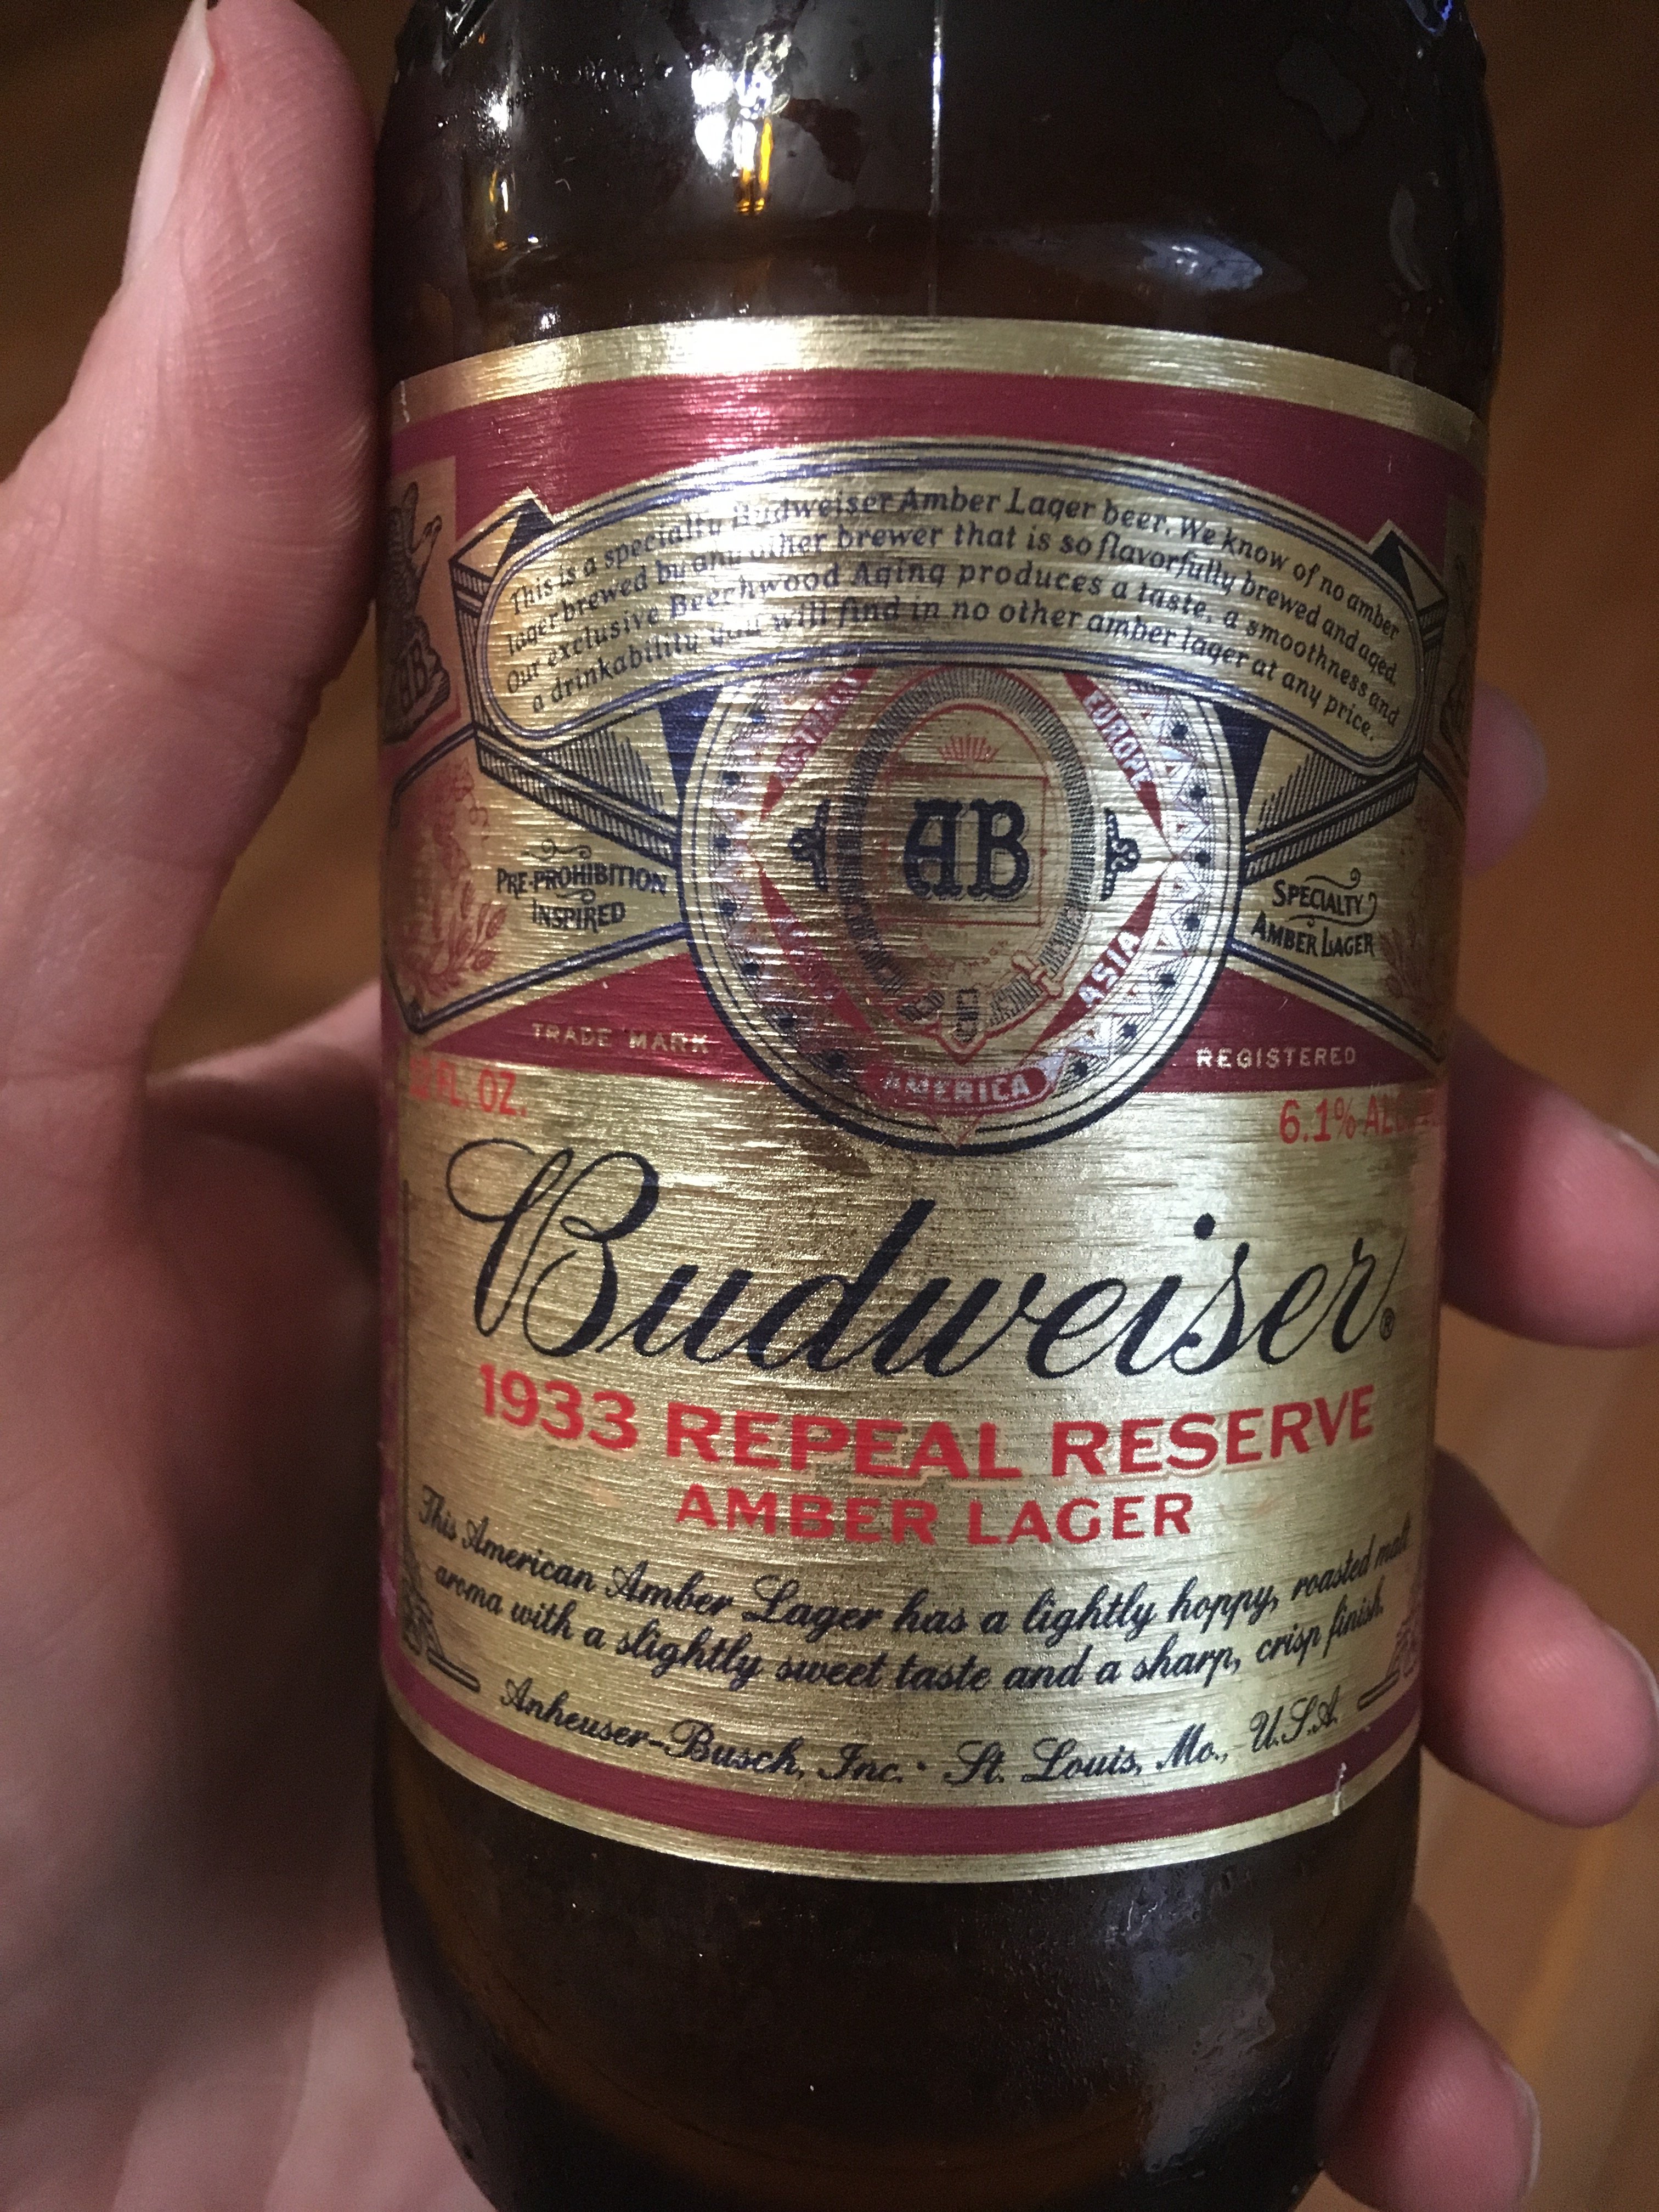 This is a specialty Budweiser Amber Lager beer. We know of no amber
lager brewed by any other brewer that is so flavorfully brewed and aged.
Our exclusive Beechwood Aging produces a taste, a smoothness and
a drinkability you will find in no other amber lager at any price.
EUROPE
AB
AB
PRE-PROHIBITION
INSPIRED
SPECIALTY
AMBER LAGER
ASIA
TRADE MARK
REGISTERED
AMERICA
FL. OZ.
6.1% ALC
Budweiser®
1933 REPEAL RESERVE
AMBER LAGER
This American Amber Lager has a lightly hoppy, roasted malt
aroma with a slightly sweet taste and a sharp, crisp finish.
Anheuser-Busch, Inc. · St. Louis, Mo., U.S.A.